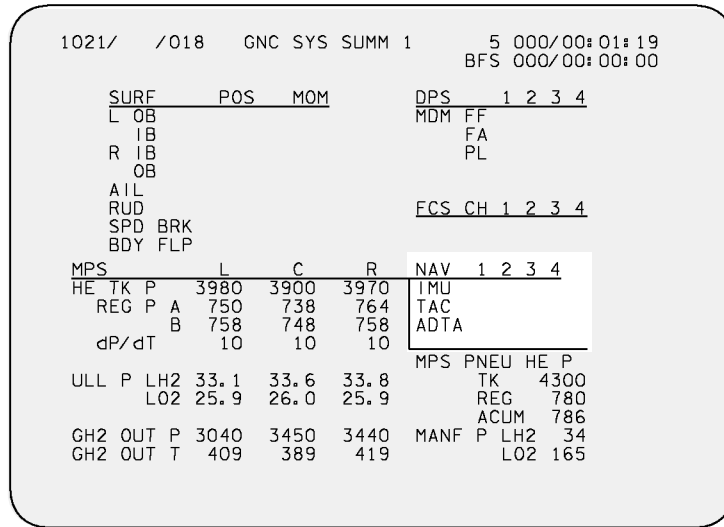 1021/   /018   GNC SYS SUMM 1   5 000/00:01:19
BFS 000/00:00:00
SURF   POS   MOM   DPS   1 2 3 4
L OB   MDM FF
IB   FA
R IB   PL
OB
AIL
RUD   FCS CH 1 2 3 4
SPD BRK
BDY FLP
MPS   L   C   R   NAV   1 2 3 4
HE TK P   3980   3900   3970   IMU
REG P A   750   738   764   TAC
B   758   748   758   ADTA
dP/dT   10   10   10
MPS PNEU HE P
ULL P LH2   33.1   33.6   33.8   TK   4300
LO2   25.9   26.0   25.9   REG   780
ACUM   786
GH2 OUT P   3040   3450   3440   MANF P LH2   34
GH2 OUT T   409   389   419   LO2   165